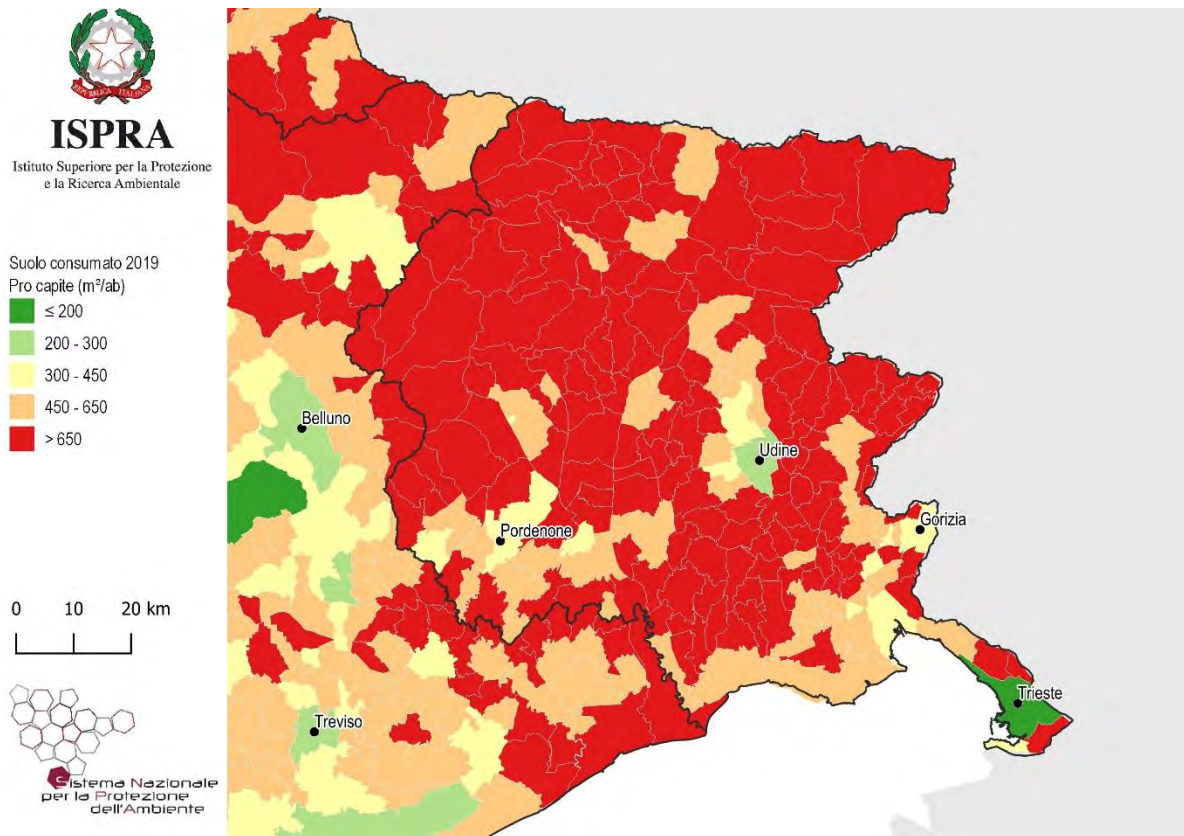 REPVBBLICA ITALIANA
ISPRA
Istituto Superiore per la Protezione
e la Ricerca Ambientale
Suolo consumato 2019
Pro capite (m²/ab)
≤ 200
200 - 300
300 - 450
450 - 650
> 650
0 10 20 km
Sistema Nazionale
per la Protezione
dell'Ambiente
Belluno
Udine
Pordenone
Gorizia
Trieste
Treviso